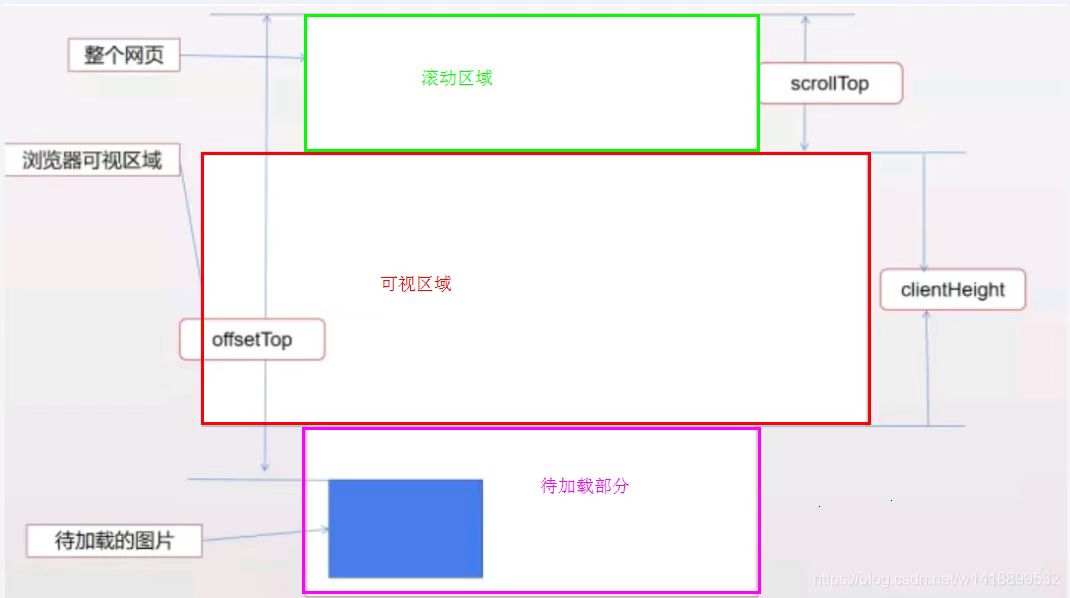 整个网页
滚动区域
scrollTop
浏览器可视区域
可视区域
clientHeight
offsetTop
待加载部分
待加载的图片
https://blog.csdn.net/w1418899532